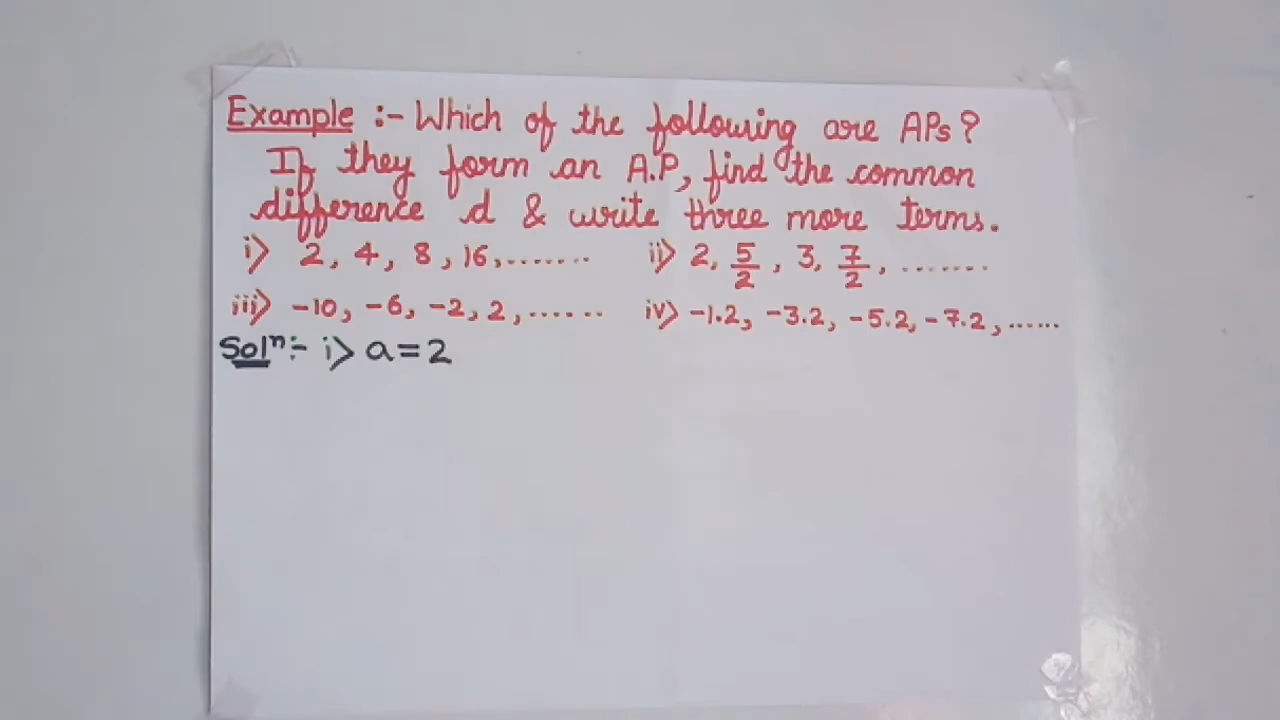 Example :- Which of the following are APs?
If they form an A.P, find the common
difference d & write three more terms.
i) 2, 4, 8, 16, ....... ii) 2, 5/2, 3, 7/2, .......
iii) -10, -6, -2, 2, ...... iv) -1.2, -3.2, -5.2, -7.2, ......
Solⁿ:- i) a = 2